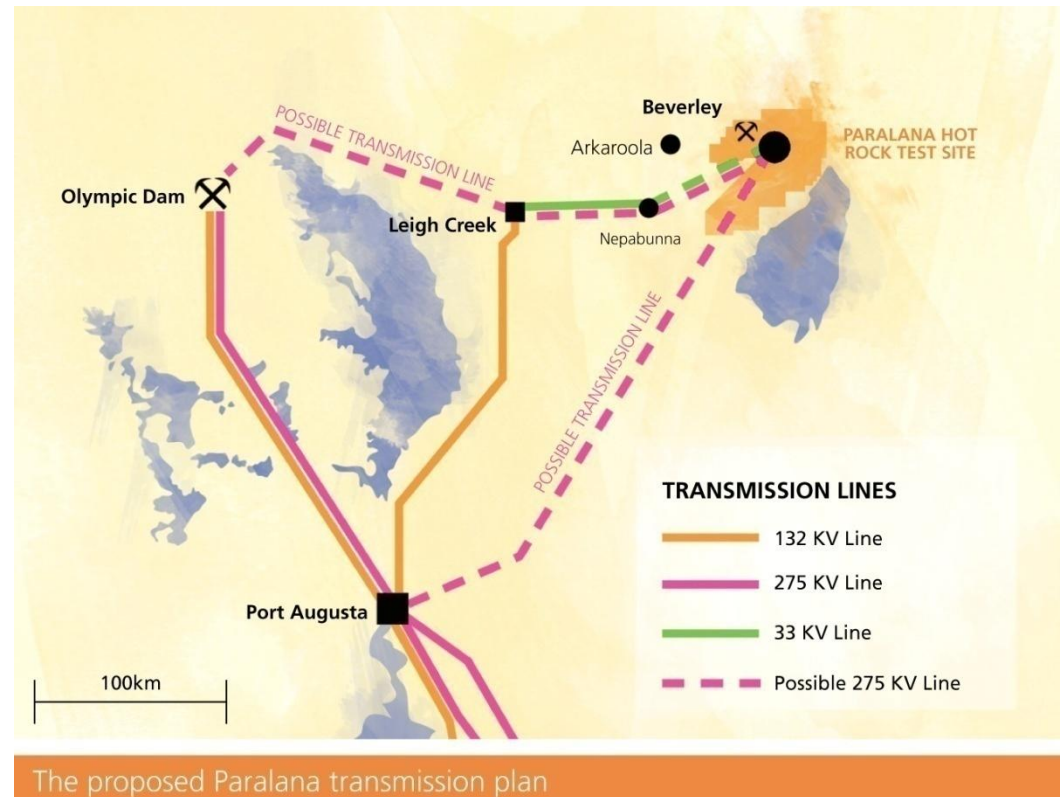 POSSIBLE TRANSMISSION LINE
Beverley
Arkaroola
PARALANA HOT
ROCK TEST SITE
Olympic Dam
Leigh Creek
Nepabunna
POSSIBLE TRANSMISSION LINE
Port Augusta
100km
TRANSMISSION LINES
132 KV Line
275 KV Line
33 KV Line
Possible 275 KV Line
The proposed Paralana transmission plan